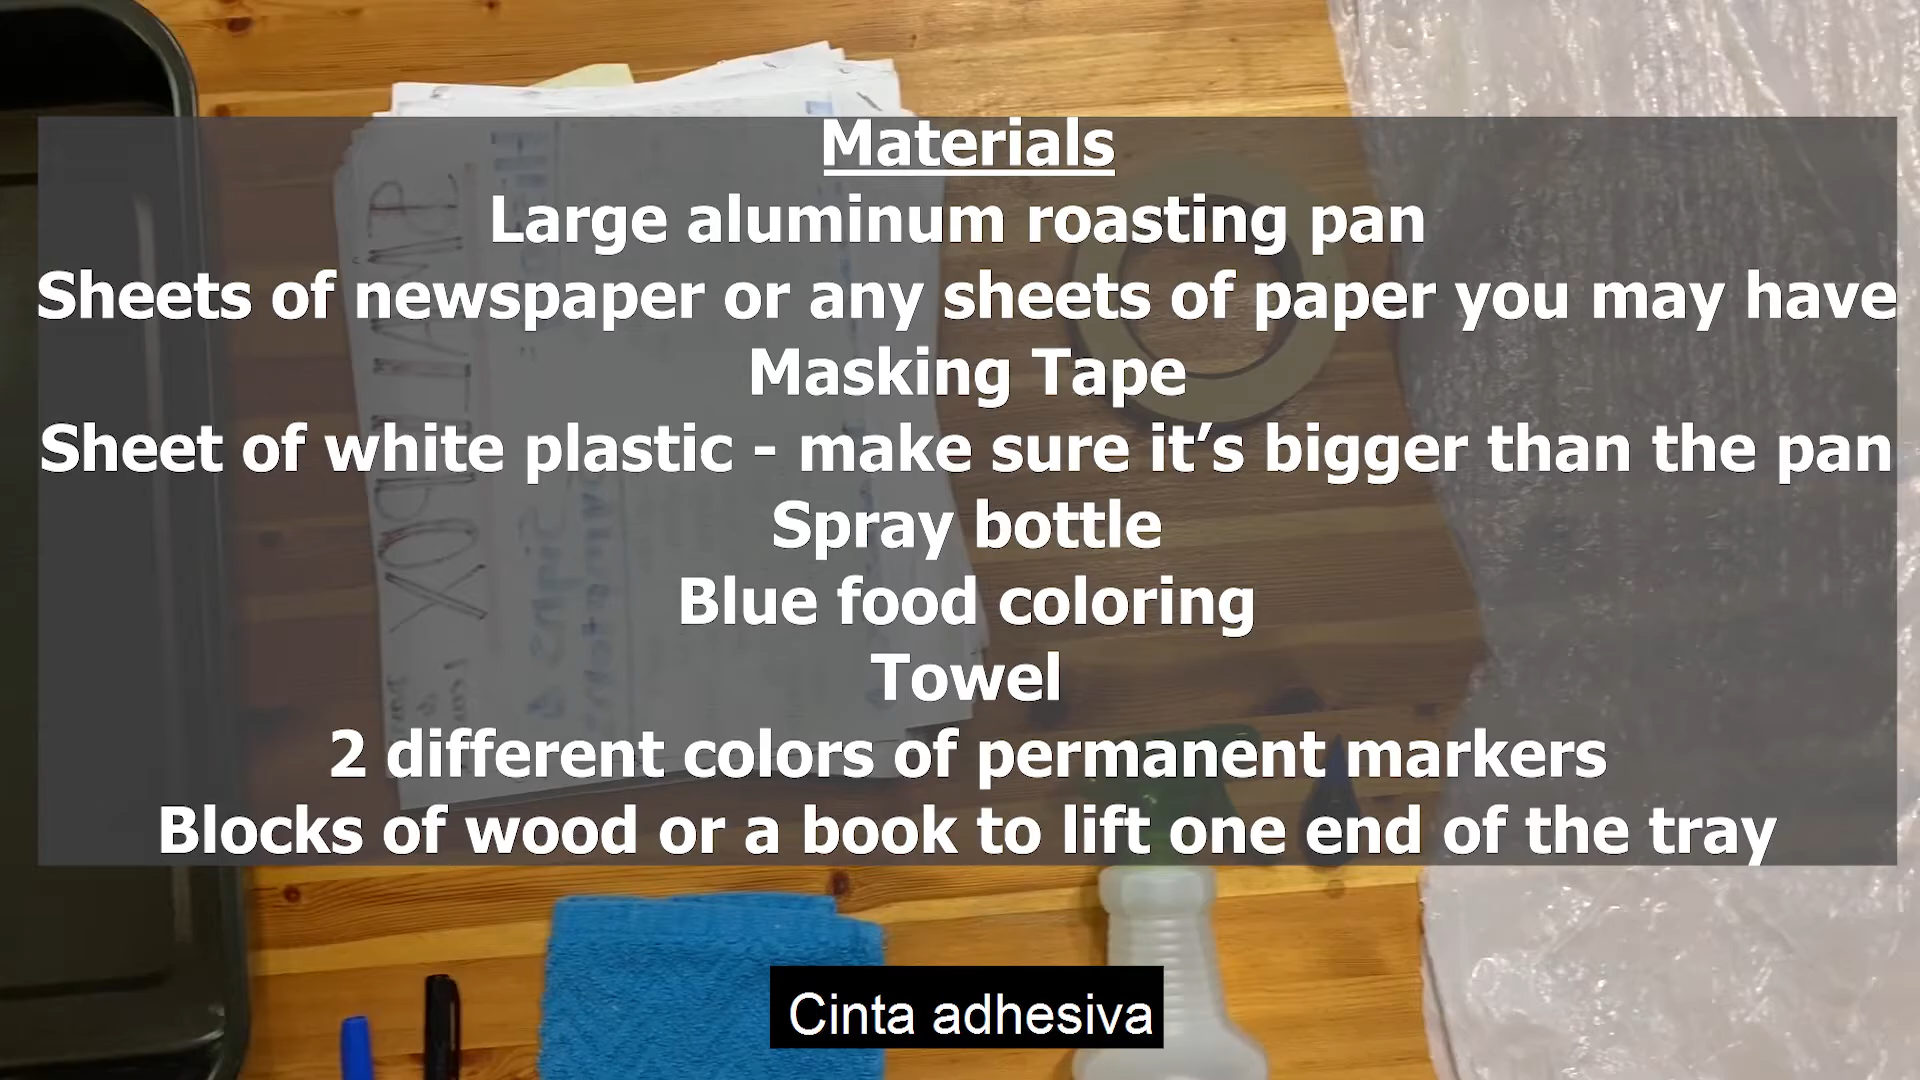 Materials
Large aluminum roasting pan
Sheets of newspaper or any sheets of paper you may have
Masking Tape
Sheet of white plastic - make sure it’s bigger than the pan
Spray bottle
Blue food coloring
Towel
2 different colors of permanent markers
Blocks of wood or a book to lift one end of the tray
Cinta adhesiva